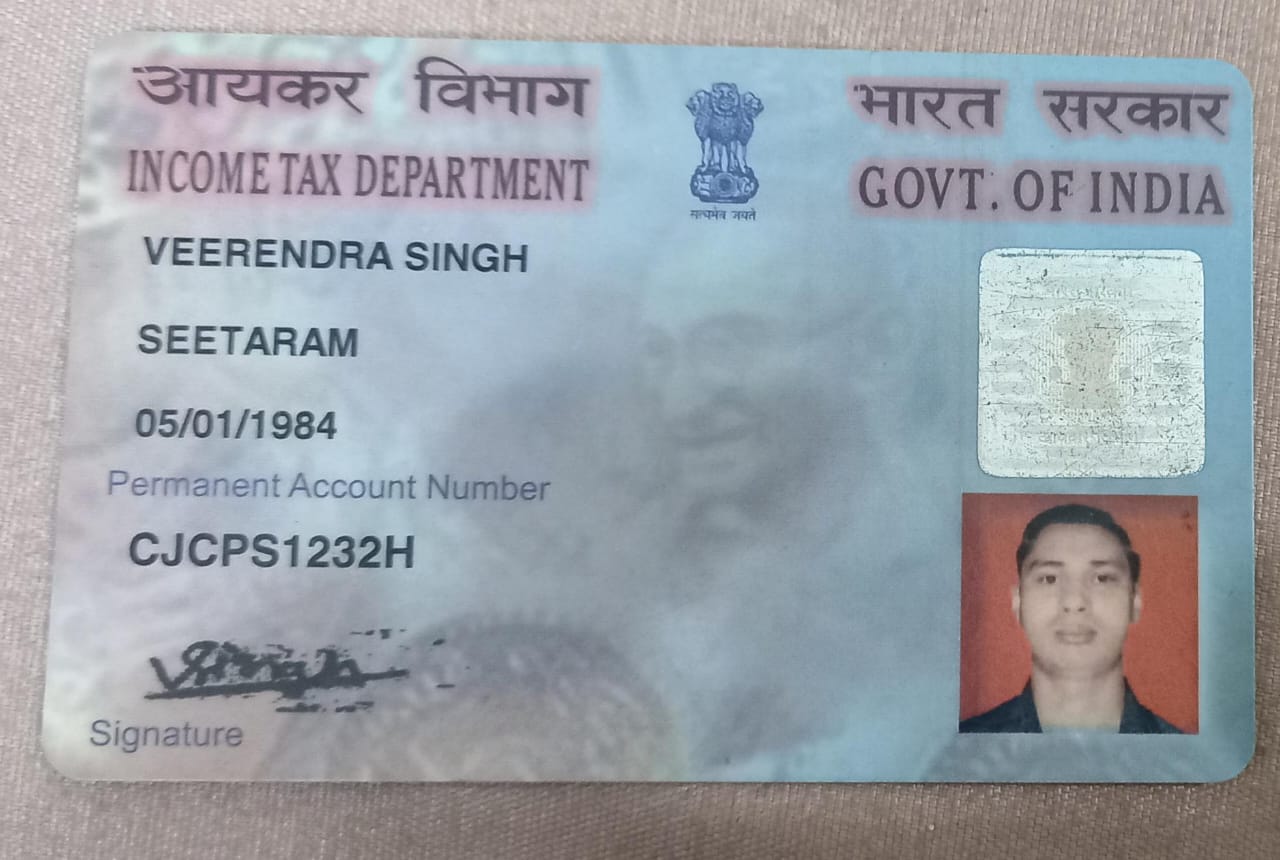 आयकर विभाग
INCOME TAX DEPARTMENT
सत्यमेव जयते
भारत सरकार
GOVT. OF INDIA
VEERENDRA SINGH
SEETARAM
05/01/1984
Permanent Account Number
CJCPS1232H
Signature